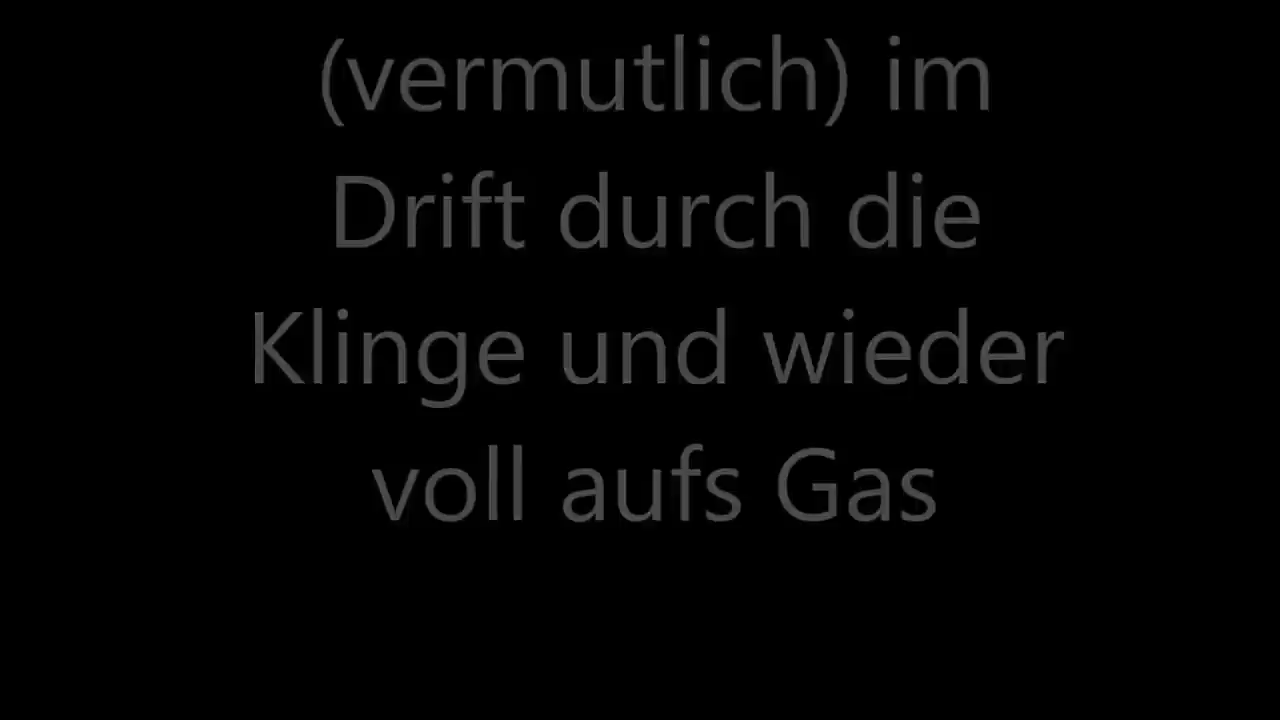 (vermutlich) im
Drift durch die
Klinge und wieder
voll aufs Gas